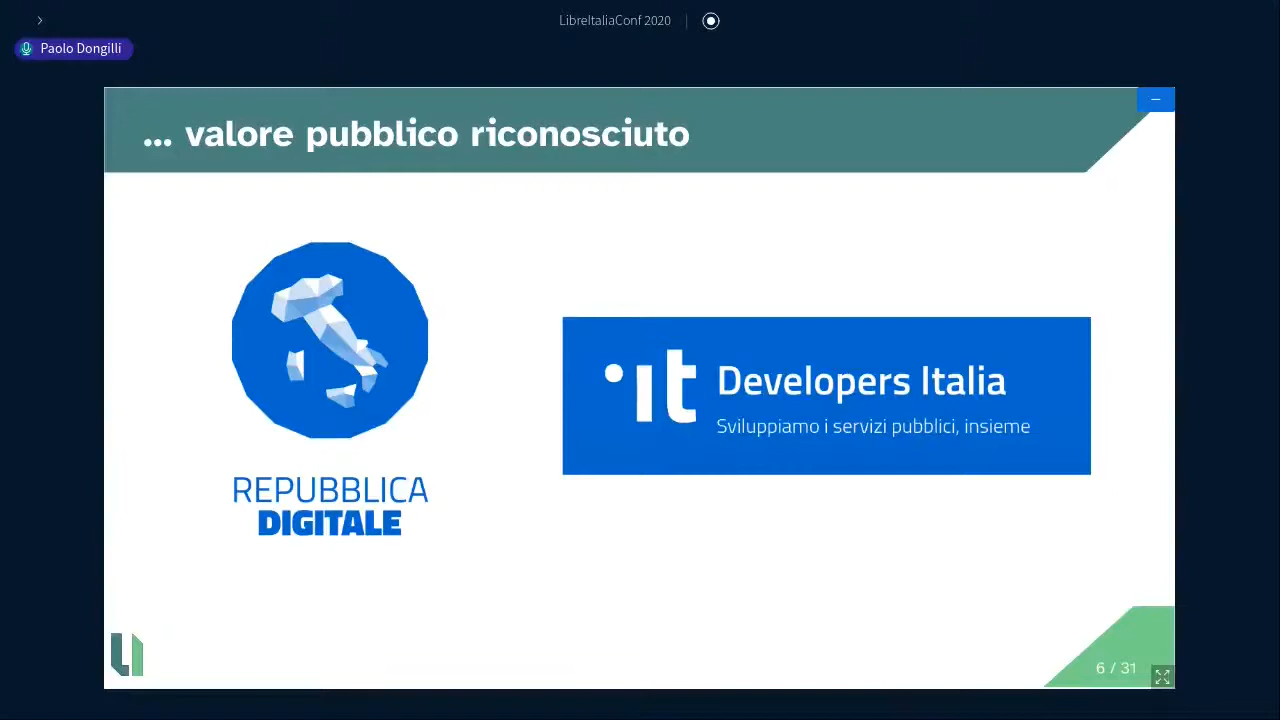 LibreItaliaConf 2020
Paolo Dongilli
... valore pubblico riconosciuto
REPUBBLICA
DIGITALE
it
Developers Italia
Sviluppiamo i servizi pubblici, insieme
6 / 31